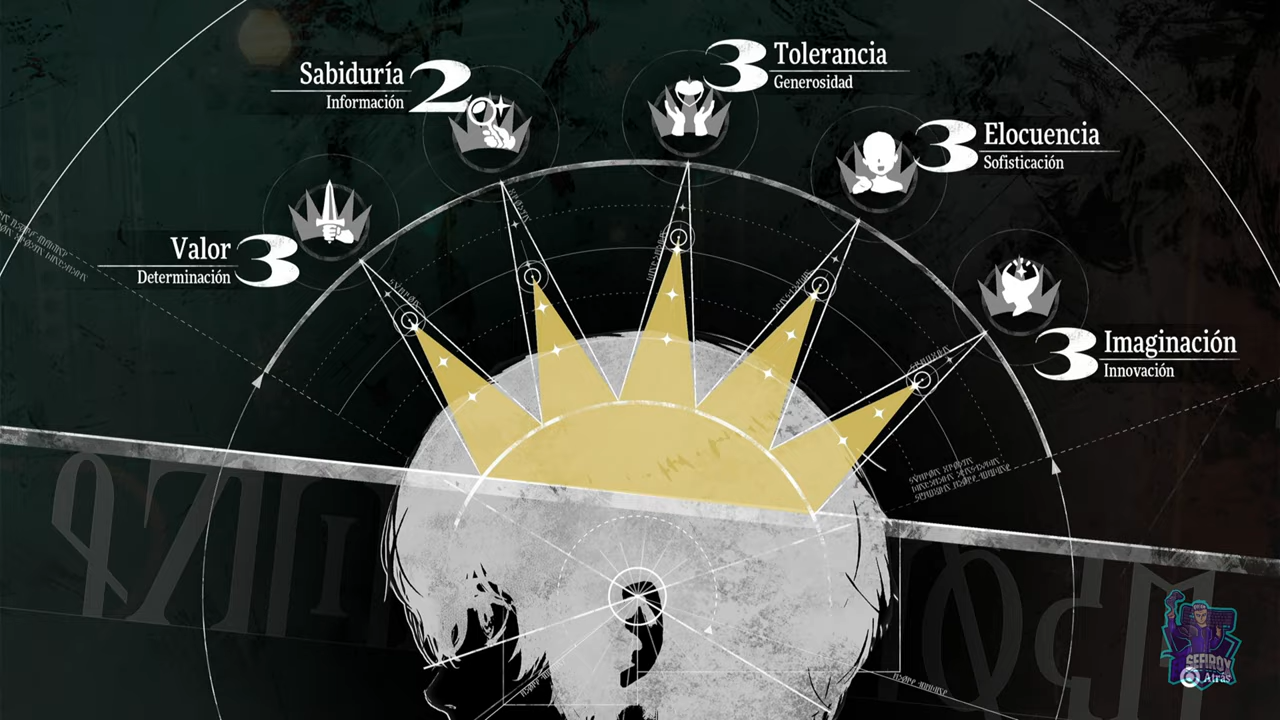 Sabiduría 2
Información
3 Tolerancia
Generosidad
3 Elocuencia
Sofisticación
Valor 3
Determinación
3 Imaginación
Innovación
SEFIROY
Atrás